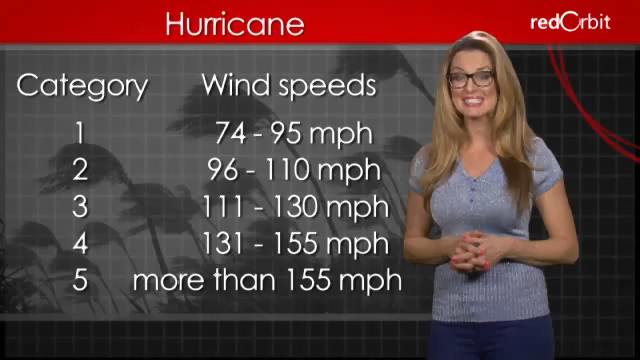 Hurricane
redOrbit
Category Wind speeds
1 74 - 95 mph
2 96 - 110 mph
3 111 - 130 mph
4 131 - 155 mph
5 more than 155 mph